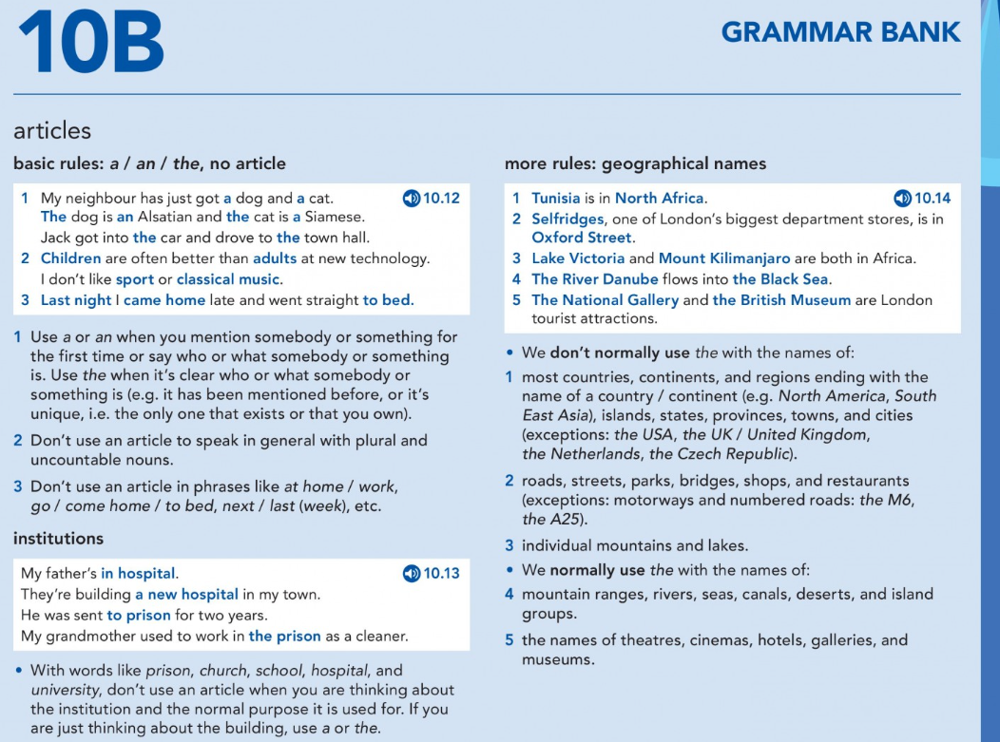 10B
GRAMMAR BANK
articles
basic rules: a / an / the, no article
1 My neighbour has just got a dog and a cat. 10.12
The dog is an Alsatian and the cat is a Siamese.
Jack got into the car and drove to the town hall.
2 Children are often better than adults at new technology.
I don't like sport or classical music.
3 Last night I came home late and went straight to bed.
1 Use a or an when you mention somebody or something for
the first time or say who or what somebody or something
is. Use the when it's clear who or what somebody or
something is (e.g. it has been mentioned before, or it's
unique, i.e. the only one that exists or that you own).
2 Don't use an article to speak in general with plural and
uncountable nouns.
3 Don't use an article in phrases like at home / work,
go / come home / to bed, next / last (week), etc.
institutions
My father's in hospital. 10.13
They're building a new hospital in my town.
He was sent to prison for two years.
My grandmother used to work in the prison as a cleaner.
• With words like prison, church, school, hospital, and
university, don't use an article when you are thinking about
the institution and the normal purpose it is used for. If you
are just thinking about the building, use a or the.
more rules: geographical names
1 Tunisia is in North Africa. 10.14
2 Selfridges, one of London's biggest department stores, is in
Oxford Street.
3 Lake Victoria and Mount Kilimanjaro are both in Africa.
4 The River Danube flows into the Black Sea.
5 The National Gallery and the British Museum are London
tourist attractions.
• We don't normally use the with the names of:
1 most countries, continents, and regions ending with the
name of a country / continent (e.g. North America, South
East Asia), islands, states, provinces, towns, and cities
(exceptions: the USA, the UK / United Kingdom,
the Netherlands, the Czech Republic).
2 roads, streets, parks, bridges, shops, and restaurants
(exceptions: motorways and numbered roads: the M6,
the A25).
3 individual mountains and lakes.
• We normally use the with the names of:
4 mountain ranges, rivers, seas, canals, deserts, and island
groups.
5 the names of theatres, cinemas, hotels, galleries, and
museums.